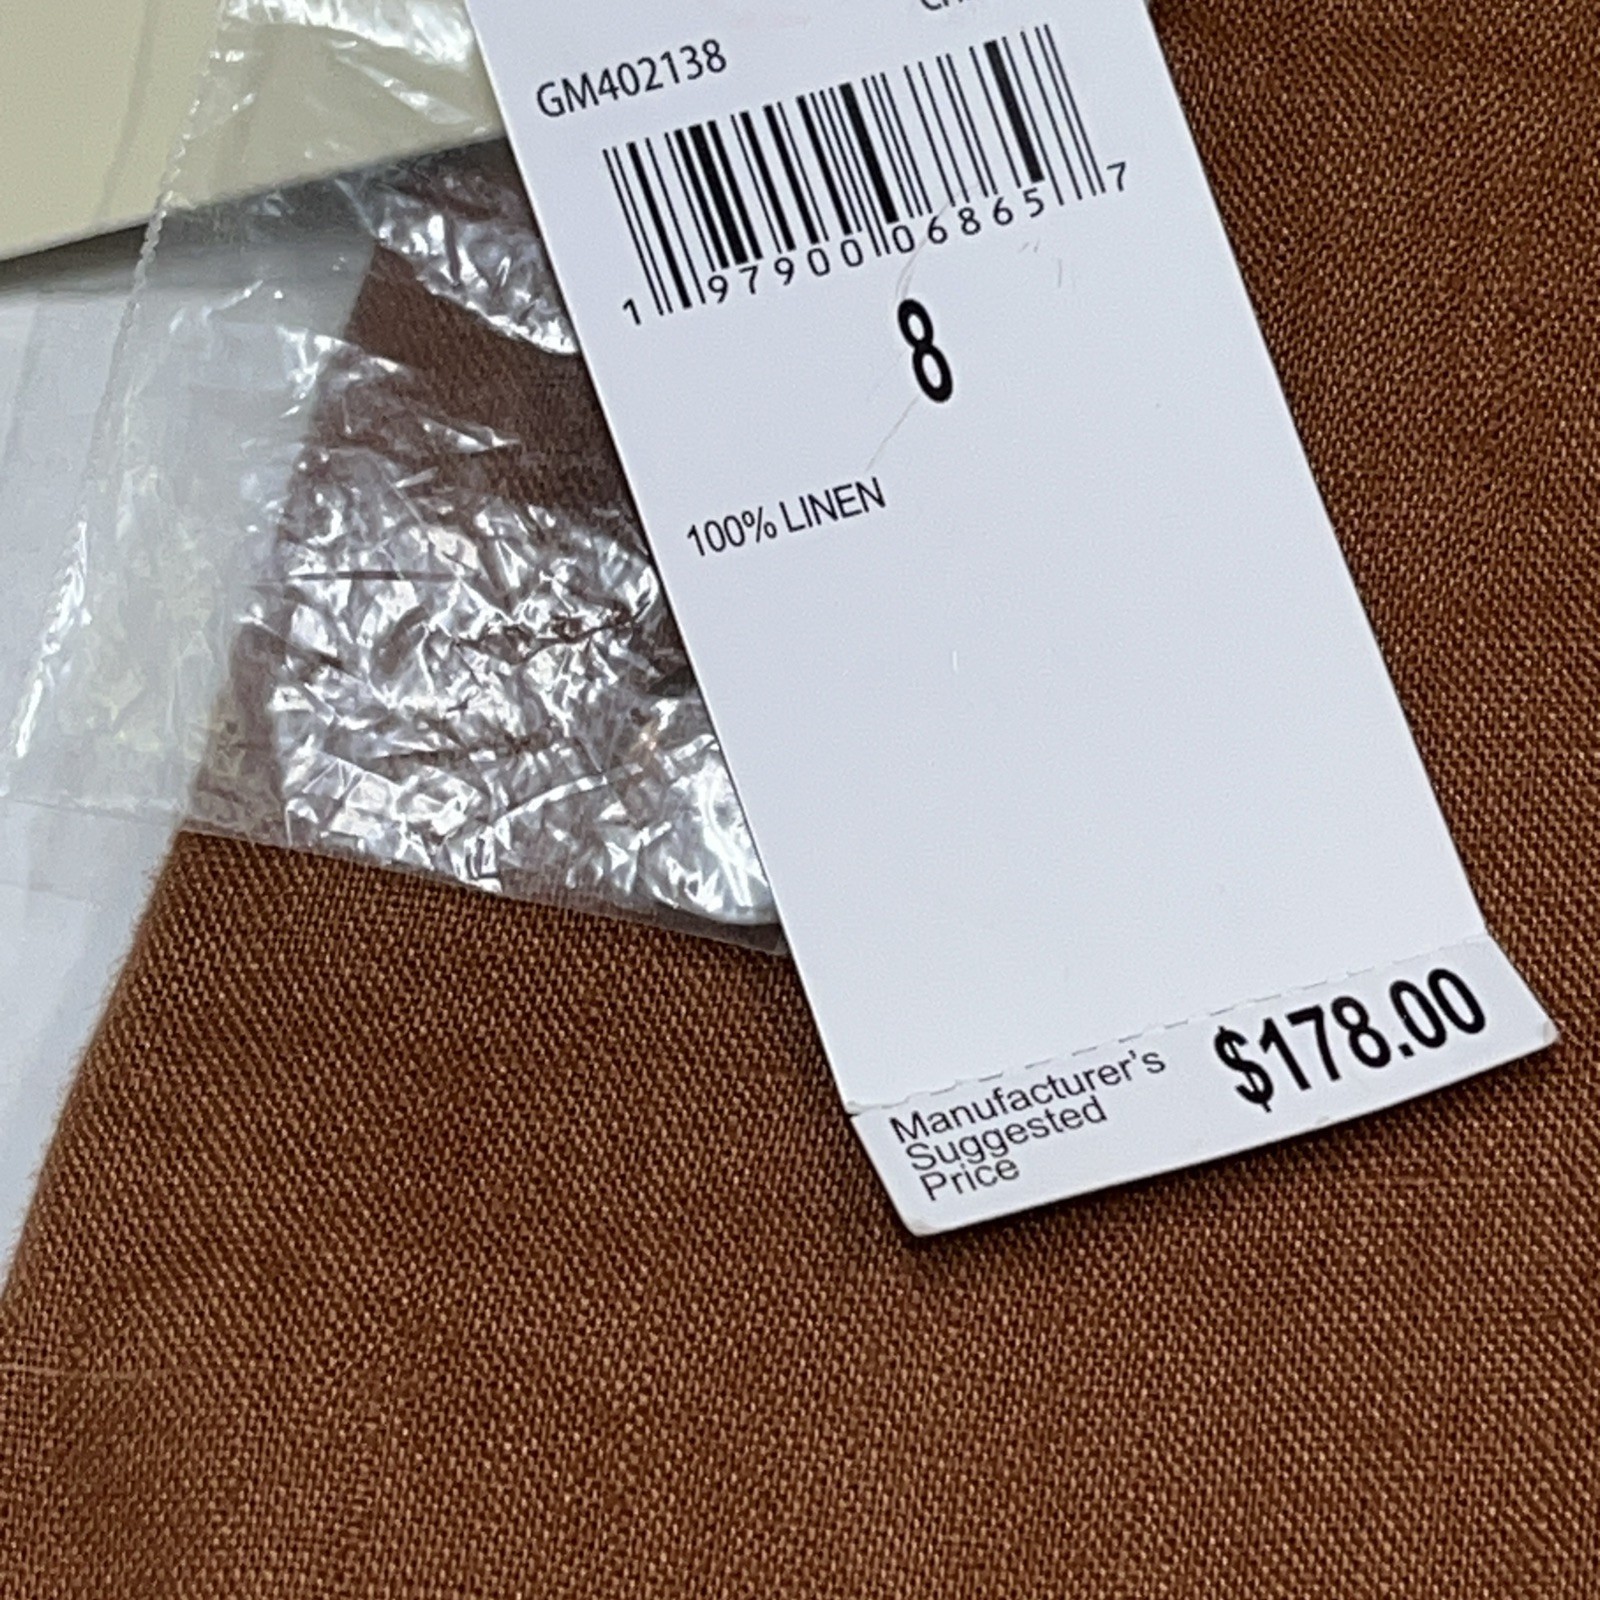 GM402138
1 97900 06865 7
8
100% LINEN
Manufacturer's
Suggested
Price
$178.00